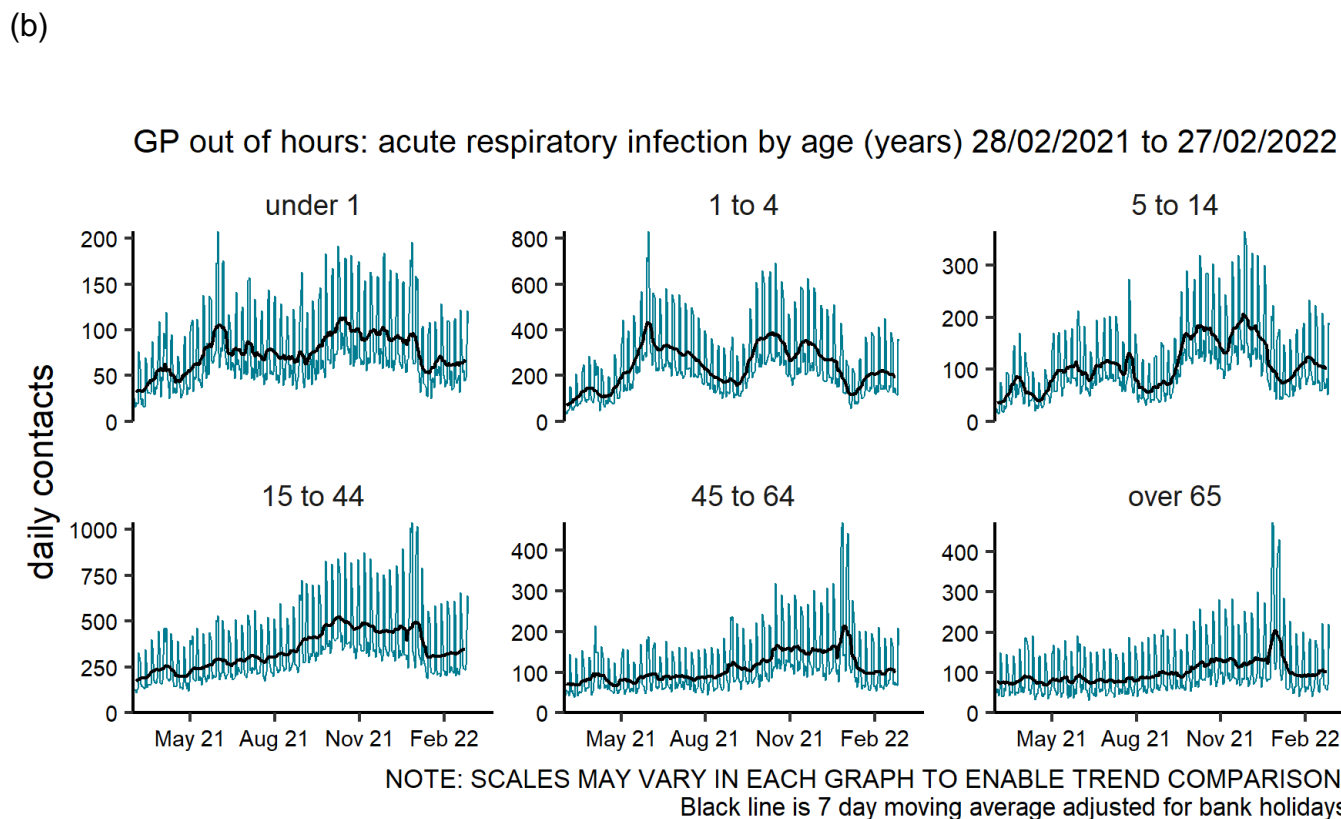 (b)
GP out of hours: acute respiratory infection by age (years) 28/02/2021 to 27/02/2022
under 1
1 to 4
5 to 14
200
150
100
50
0
800
600
400
200
0
300
200
100
0
daily contacts
15 to 44
45 to 64
over 65
1000
750
500
250
0
400
300
200
100
0
400
300
200
100
0
May 21 Aug 21 Nov 21 Feb 22
May 21 Aug 21 Nov 21 Feb 22
May 21 Aug 21 Nov 21 Feb 22
NOTE: SCALES MAY VARY IN EACH GRAPH TO ENABLE TREND COMPARISON.
Black line is 7 day moving average adjusted for bank holidays